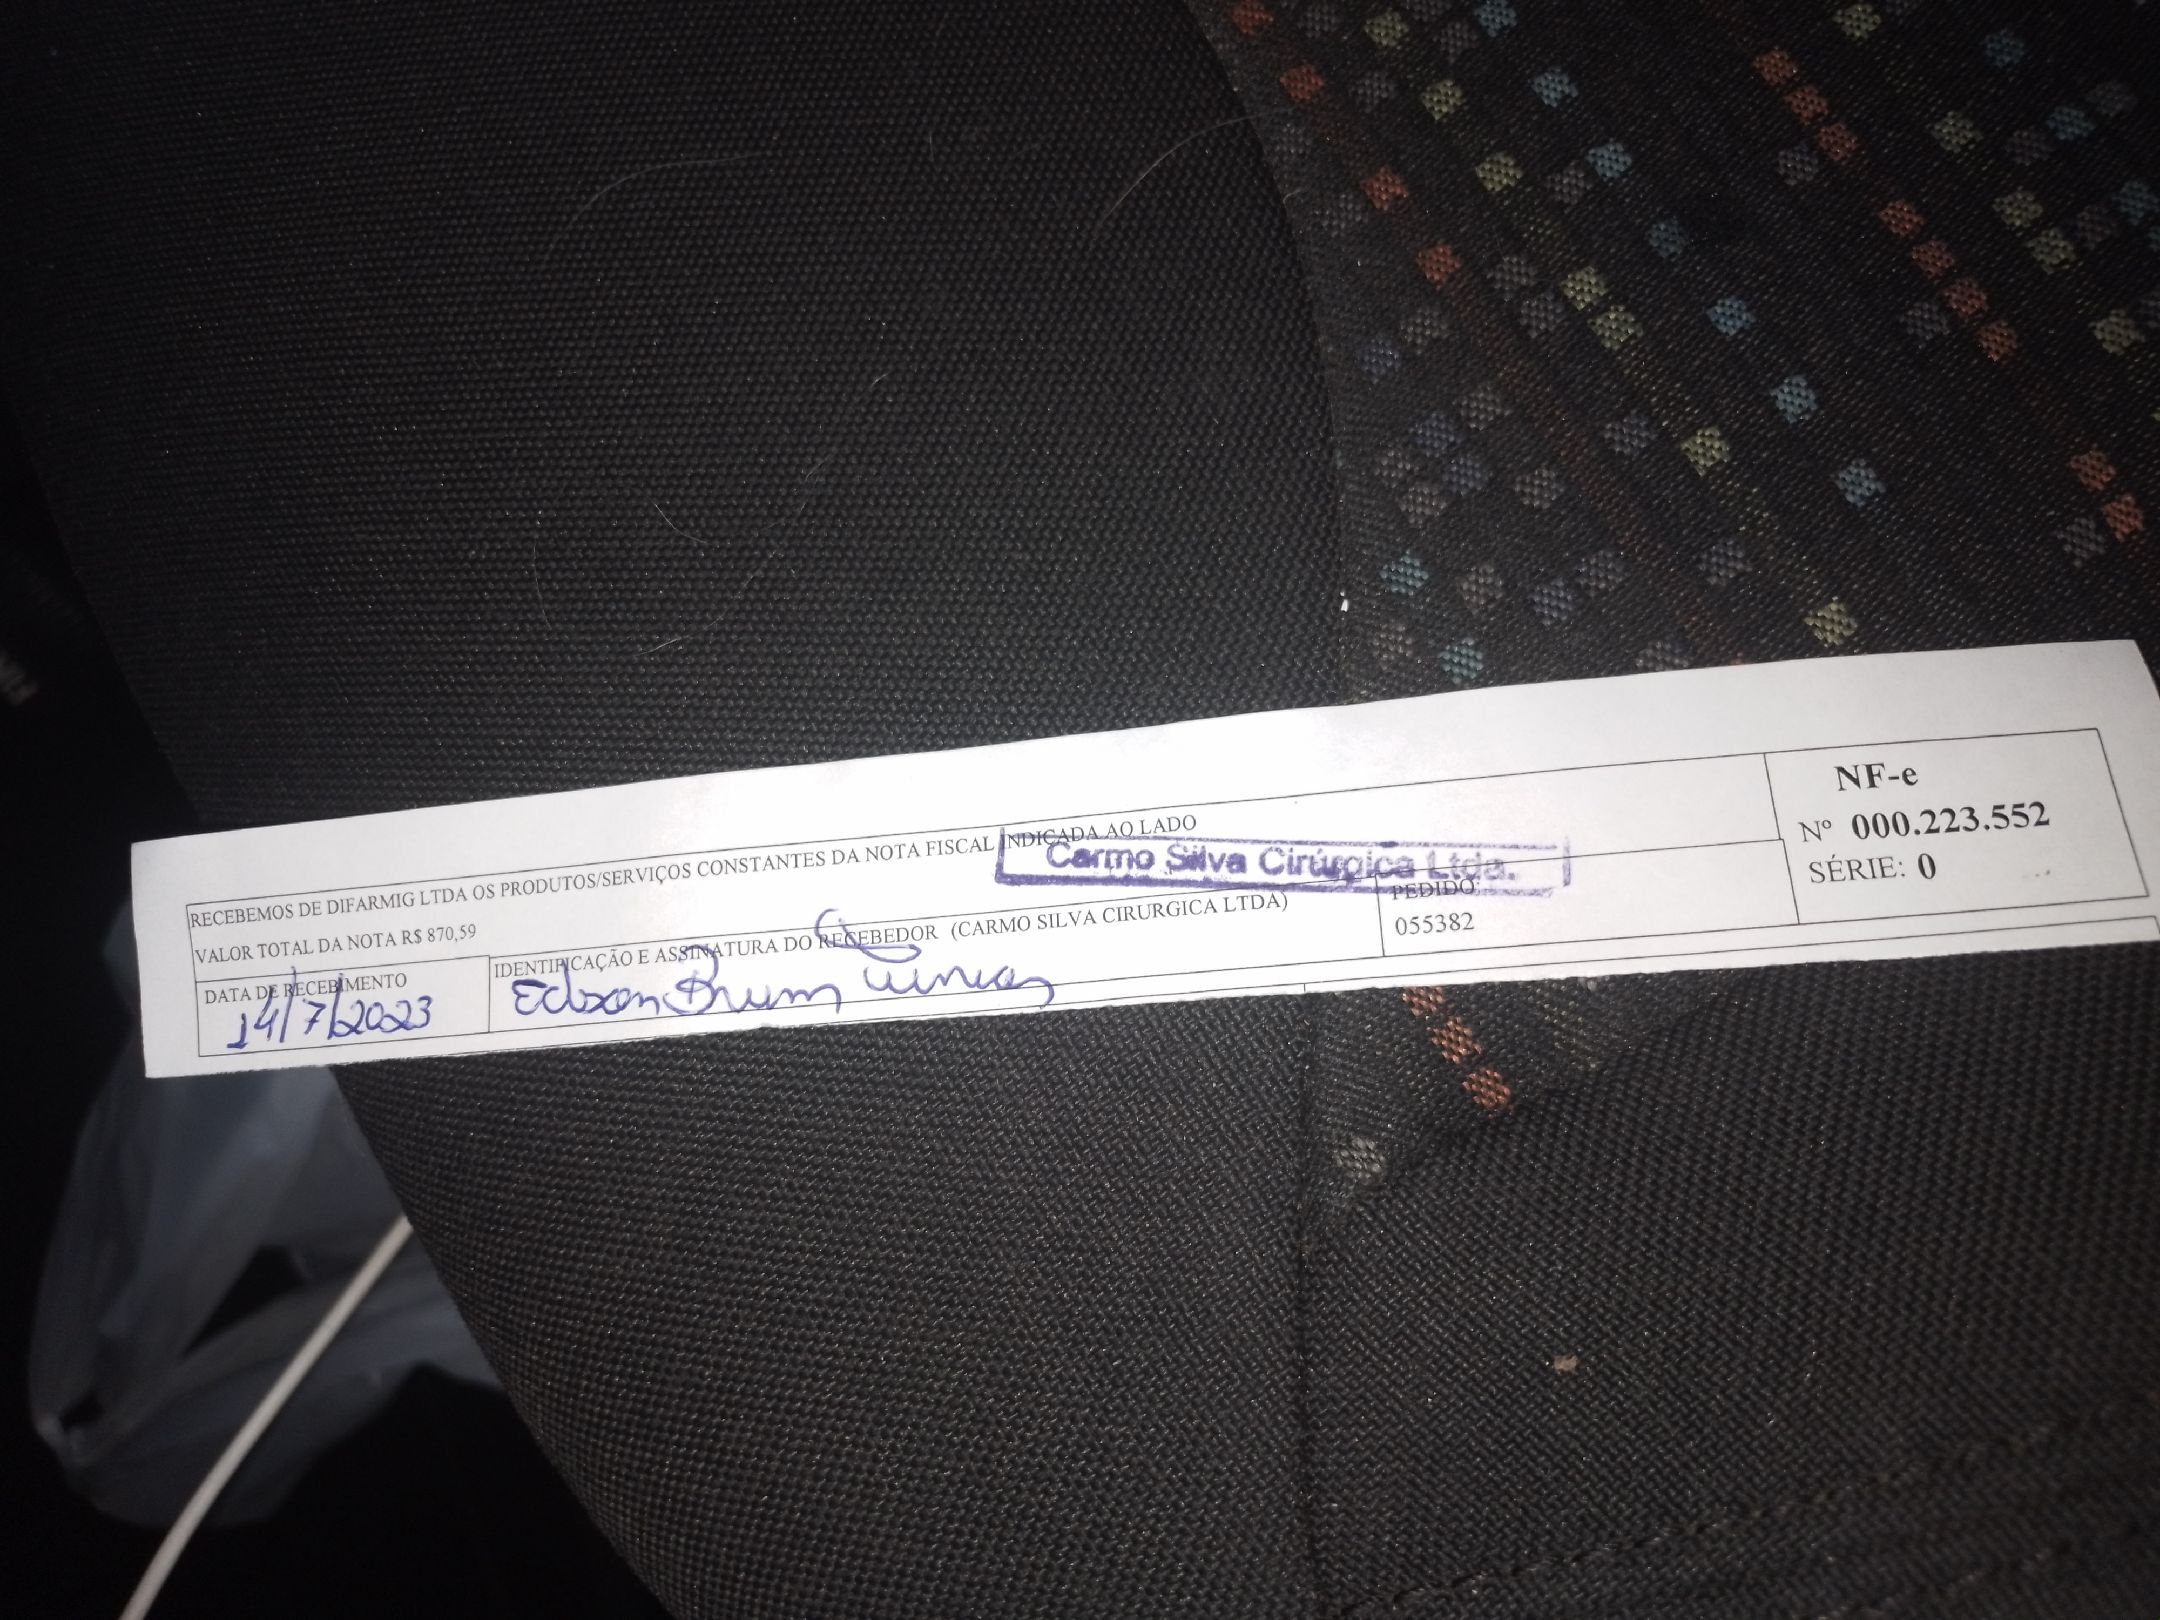 RECEBEMOS DE DIFARMIG LTDA OS PRODUTOS/SERVIÇOS CONSTANTES DA NOTA FISCAL INDICADA AO LADO
Carmo Silva Cirúrgica Ltda.
VALOR TOTAL DA NOTA R$ 870,59
DATA DE RECEBIMENTO
14/7/2023
IDENTIFICAÇÃO E ASSINATURA DO RECEBEDOR (CARMO SILVA CIRURGICA LTDA)
Edson
PEDIDO
055382
NF-e
Nº 000.223.552
SÉRIE: 0